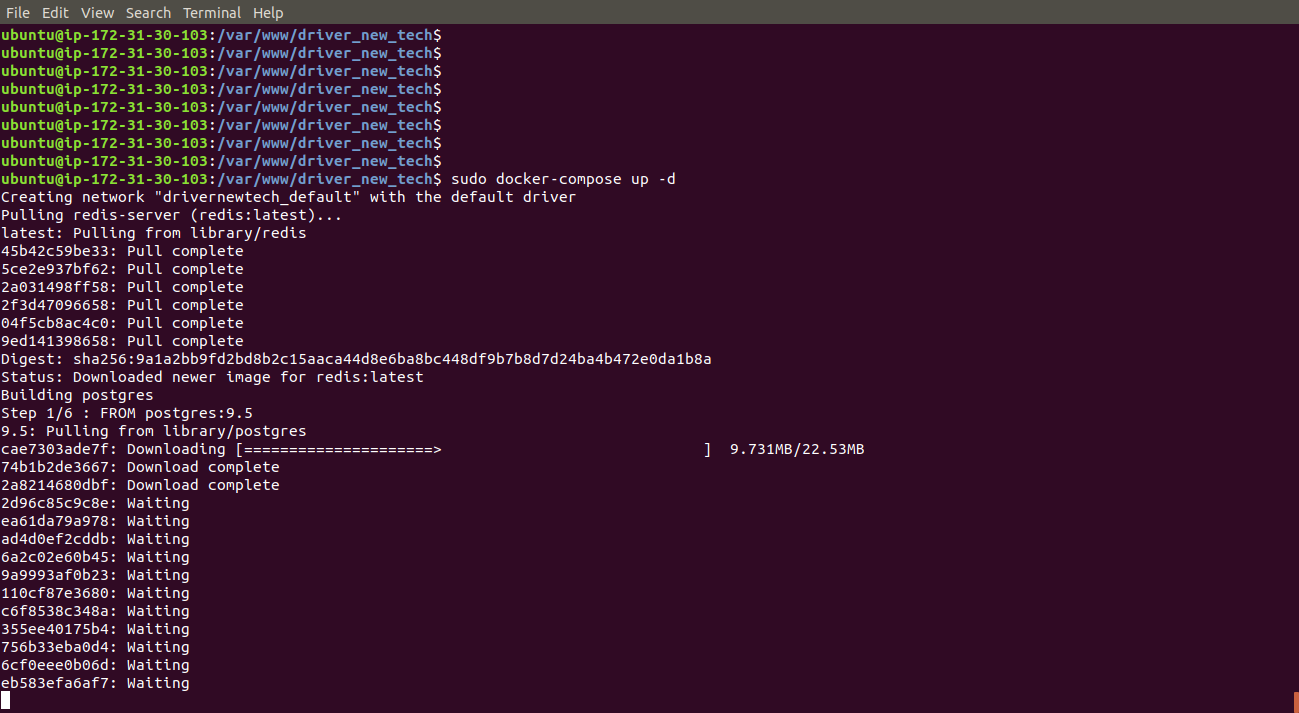 File Edit View Search Terminal Help
ubuntu@ip-172-31-30-103:/var/www/driver_new_tech$
ubuntu@ip-172-31-30-103:/var/www/driver_new_tech$
ubuntu@ip-172-31-30-103:/var/www/driver_new_tech$
ubuntu@ip-172-31-30-103:/var/www/driver_new_tech$
ubuntu@ip-172-31-30-103:/var/www/driver_new_tech$
ubuntu@ip-172-31-30-103:/var/www/driver_new_tech$
ubuntu@ip-172-31-30-103:/var/www/driver_new_tech$
ubuntu@ip-172-31-30-103:/var/www/driver_new_tech$
ubuntu@ip-172-31-30-103:/var/www/driver_new_tech$ sudo docker-compose up -d
Creating network "drivernewtech_default" with the default driver
Pulling redis-server (redis:latest)...
latest: Pulling from library/redis
45b42c59be33: Pull complete
5ce2e937bf62: Pull complete
2a031498ff58: Pull complete
2f3d47096658: Pull complete
04f5cb8ac4c0: Pull complete
9ed141398658: Pull complete
Digest: sha256:9a1a2bb9fd2bd8b2c15aaca44d8e6ba8bc448df9b7b8d7d24ba4b472e0da1b8a
Status: Downloaded newer image for redis:latest
Building postgres
Step 1/6 : FROM postgres:9.5
9.5: Pulling from library/postgres
cae7303ade7f: Downloading [=====================>                             ]  9.731MB/22.53MB
74b1b2de3667: Download complete
2a8214680dbf: Download complete
2d96c85c9c8e: Waiting
ea61da79a978: Waiting
ad4d0ef2cddb: Waiting
6a2c02e60b45: Waiting
9a9993af0b23: Waiting
110cf87e3680: Waiting
c6f8538c348a: Waiting
355ee40175b4: Waiting
756b33eba0d4: Waiting
6cf0eee0b06d: Waiting
eb583efa6af7: Waiting